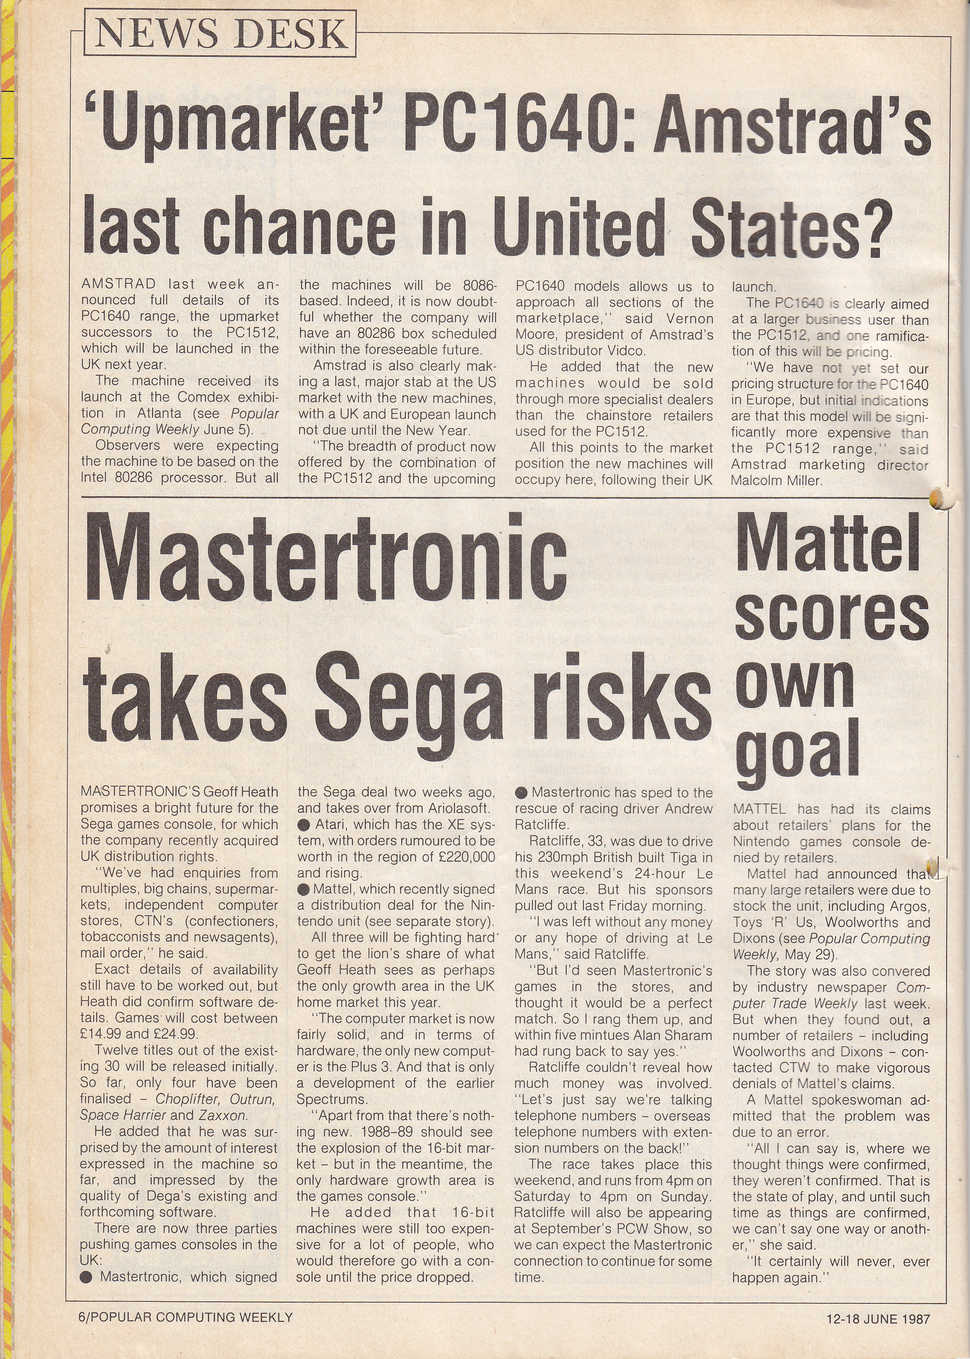 NEWS DESK
‘Upmarket’ PC1640: Amstrad’s
last chance in United States?
AMSTRAD last week an-
nounced full details of its
PC1640 range, the upmarket
successors to the PC1512,
which will be launched in the
UK next year.
The machine received its
launch at the Comdex exhibi-
tion in Atlanta (see Popular
Computing Weekly June 5).
Observers were expecting
the machine to be based on the
Intel 80286 processor. But all
the machines will be 8086-
based. Indeed, it is now doubt-
ful whether the company will
have an 80286 box scheduled
within the foreseeable future.
Amstrad is also clearly mak-
ing a last, major stab at the US
market with the new machines,
with a UK and European launch
not due until the New Year.
“The breadth of product now
offered by the combination of
the PC1512 and the upcoming
PC1640 models allows us to
approach all sections of the
marketplace,” said Vernon
Moore, president of Amstrad’s
US distributor Vidco.
He added that the new
machines would be sold
through more specialist dealers
than the chainstore retailers
used for the PC1512.
All this points to the market
position the new machines will
occupy here, following their UK
launch.
The PC1640 is clearly aimed
at a larger business user than
the PC1512, and one ramifica-
tion of this will be pricing.
“We have not yet set our
pricing structure for the PC1640
in Europe, but initial indications
are that this model will be signi-
ficantly more expensive than
the PC1512 range,” said
Amstrad marketing director
Malcolm Miller.
Mastertronic
takes Sega risks
MASTERTRONIC’S Geoff Heath
promises a bright future for the
Sega games console, for which
the company recently acquired
UK distribution rights.
“We’ve had enquiries from
multiples, big chains, supermar-
kets, independent computer
stores, CTN’s (confectioners,
tobacconists and newsagents),
mail order,” he said.
Exact details of availability
still have to be worked out, but
Heath did confirm software de-
tails. Games will cost between
£14.99 and £24.99.
Twelve titles out of the exist-
ing 30 will be released initially.
So far, only four have been
finalised – Choplifter, Outrun,
Space Harrier and Zaxxon.
He added that he was sur-
prised by the amount of interest
expressed in the machine so
far, and impressed by the
quality of Dega’s existing and
forthcoming software.
There are now three parties
pushing games consoles in the
UK:
● Mastertronic, which signed
the Sega deal two weeks ago,
and takes over from Ariolasoft.
● Atari, which has the XE sys-
tem, with orders rumoured to be
worth in the region of £220,000
and rising.
● Mattel, which recently signed
a distribution deal for the Nin-
tendo unit (see separate story).
All three will be fighting hard
to get the lion’s share of what
Geoff Heath sees as perhaps
the only growth area in the UK
home market this year.
“The computer market is now
fairly solid, and in terms of
hardware, the only new comput-
er is the Plus 3. And that is only
a development of the earlier
Spectrums.
“Apart from that there’s noth-
ing new. 1988–89 should see
the explosion of the 16-bit mar-
ket – but in the meantime, the
only hardware growth area is
the games console.”
He added that 16-bit
machines were still too expen-
sive for a lot of people, who
would therefore go with a con-
sole until the price dropped.
● Mastertronic has sped to the
rescue of racing driver Andrew
Ratcliffe.
Ratcliffe, 33, was due to drive
his 230mph British built Tiga in
this weekend’s 24-hour Le
Mans race. But his sponsors
pulled out last Friday morning.
“I was left without any money
or any hope of driving at Le
Mans,” said Ratcliffe.
“But I’d seen Mastertronic’s
games in the stores, and
thought it would be a perfect
match. So I rang them up, and
within five mintues Alan Sharam
had rung back to say yes.”
Ratcliffe couldn’t reveal how
much money was involved.
“Let’s just say we’re talking
telephone numbers – overseas
telephone numbers with exten-
sion numbers on the back!”
The race takes place this
weekend, and runs from 4pm on
Saturday to 4pm on Sunday.
Ratcliffe will also be appearing
at September’s PCW Show, so
we can expect the Mastertronic
connection to continue for some
time.
Mattel
scores
own
goal
MATTEL has had its claims
about retailers’ plans for the
Nintendo games console de-
nied by retailers.
Mattel had announced that
many large retailers were due to
stock the unit, including Argos,
Toys ‘R’ Us, Woolworths and
Dixons (see Popular Computing
Weekly, May 29).
The story was also convered
by industry newspaper Com-
puter Trade Weekly last week.
But when they found out, a
number of retailers – including
Woolworths and Dixons – con-
tacted CTW to make vigorous
denials of Mattel’s claims.
A Mattel spokeswoman ad-
mitted that the problem was
due to an error.
“All I can say is, where we
thought things were confirmed,
they weren’t confirmed. That is
the state of play, and until such
time as things are confirmed,
we can’t say one way or anoth-
er,” she said.
“It certainly will never, ever
happen again.”
6/POPULAR COMPUTING WEEKLY
12-18 JUNE 1987